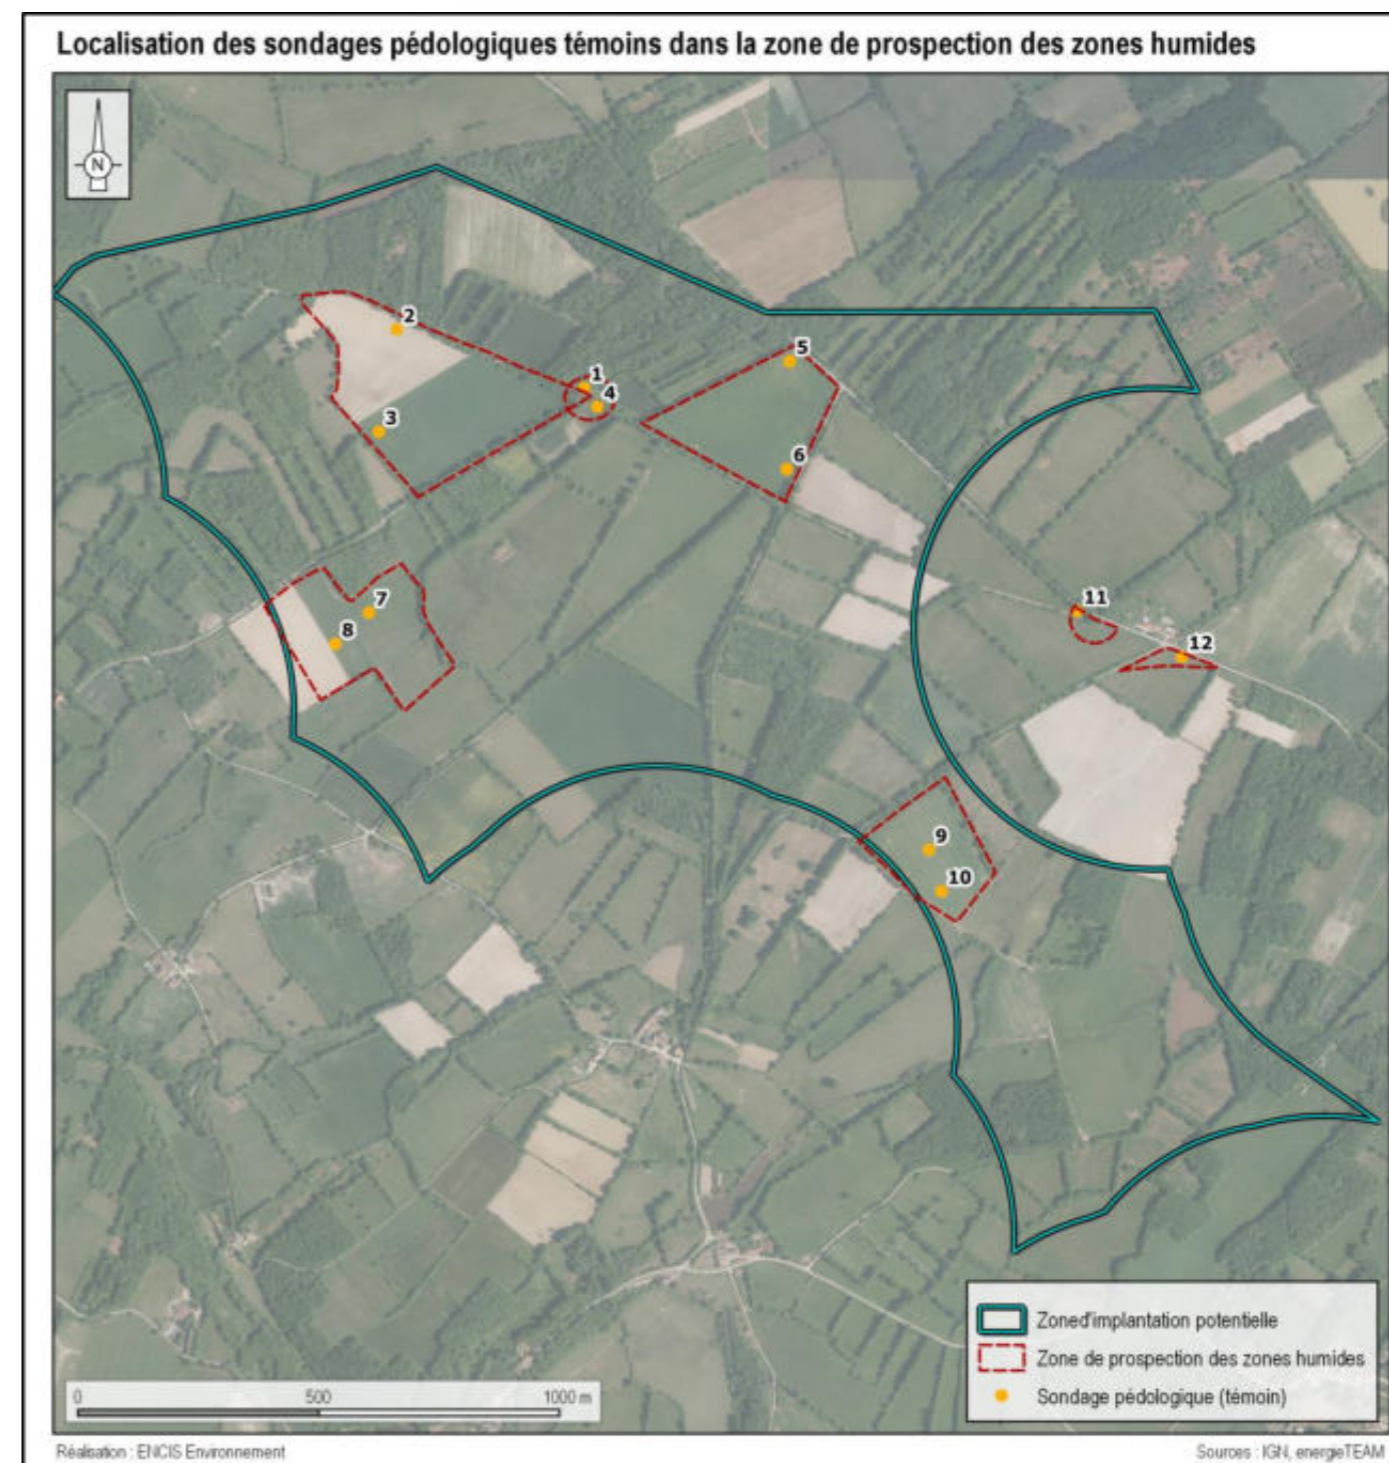 Localisation des sondages pédologiques témoins dans la zone de prospection des zones humides
N
2
1
4
5
3
6
7
8
11
12
9
10
Zoned'implantation potentielle
Zone de prospection des zones humides
Sondage pédologique (témoin)
0 500 1000 m
Réalisation : ENCIS Environnement
Sources : IGN, energieTEAM